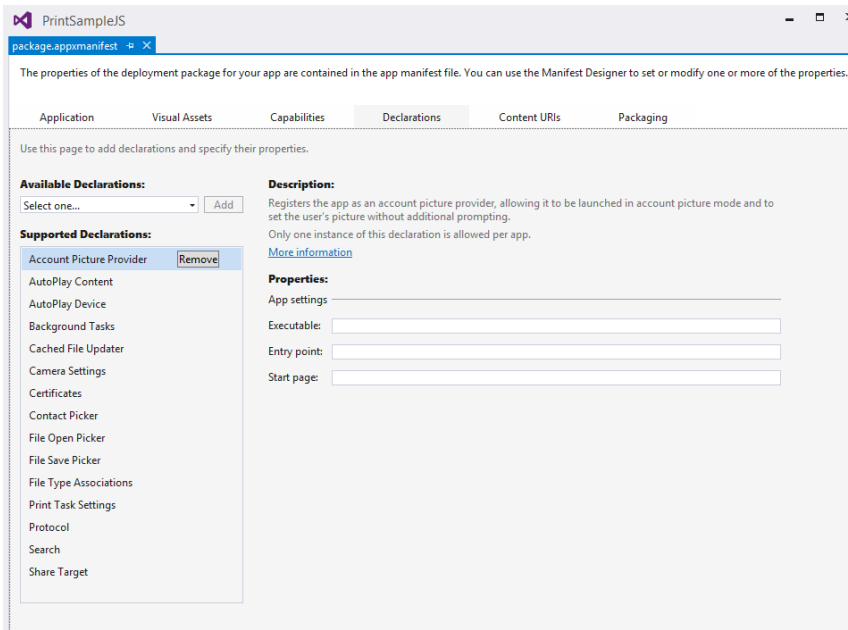 PrintSampleJS
package.appxmanifest
The properties of the deployment package for your app are contained in the app manifest file. You can use the Manifest Designer to set or modify one or more of the properties.
Application Visual Assets Capabilities Declarations Content URIs Packaging
Use this page to add declarations and specify their properties.
Available Declarations:
Select one... Add
Supported Declarations:
Account Picture Provider Remove
AutoPlay Content
AutoPlay Device
Background Tasks
Cached File Updater
Camera Settings
Certificates
Contact Picker
File Open Picker
File Save Picker
File Type Associations
Print Task Settings
Protocol
Search
Share Target
Description:
Registers the app as an account picture provider, allowing it to be launched in account picture mode and to
set the user's picture without additional prompting.
Only one instance of this declaration is allowed per app.
More information
Properties:
App settings
Executable:
Entry point:
Start page: